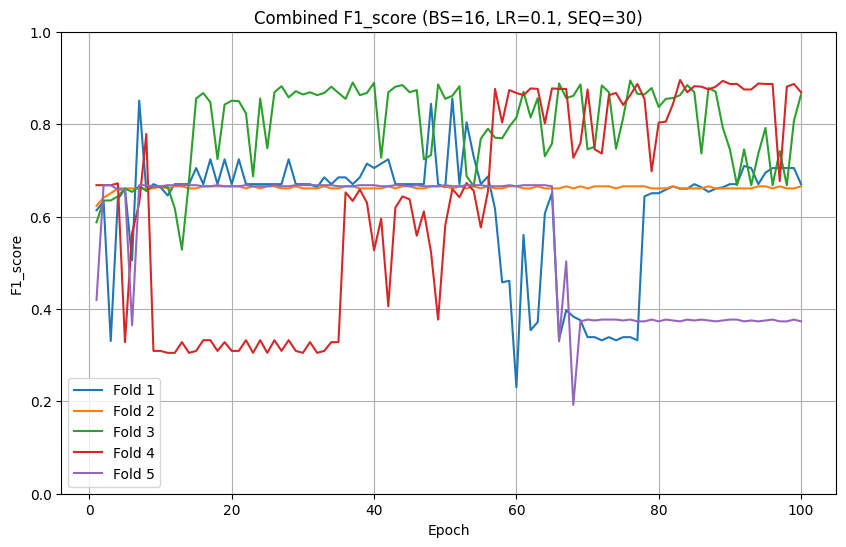 Combined F1_score (BS=16, LR=0.1, SEQ=30)
1.0
0.8
0.6
0.4
0.2
0.0
F1_score
Fold 1
Fold 2
Fold 3
Fold 4
Fold 5
0 20 40 60 80 100
Epoch